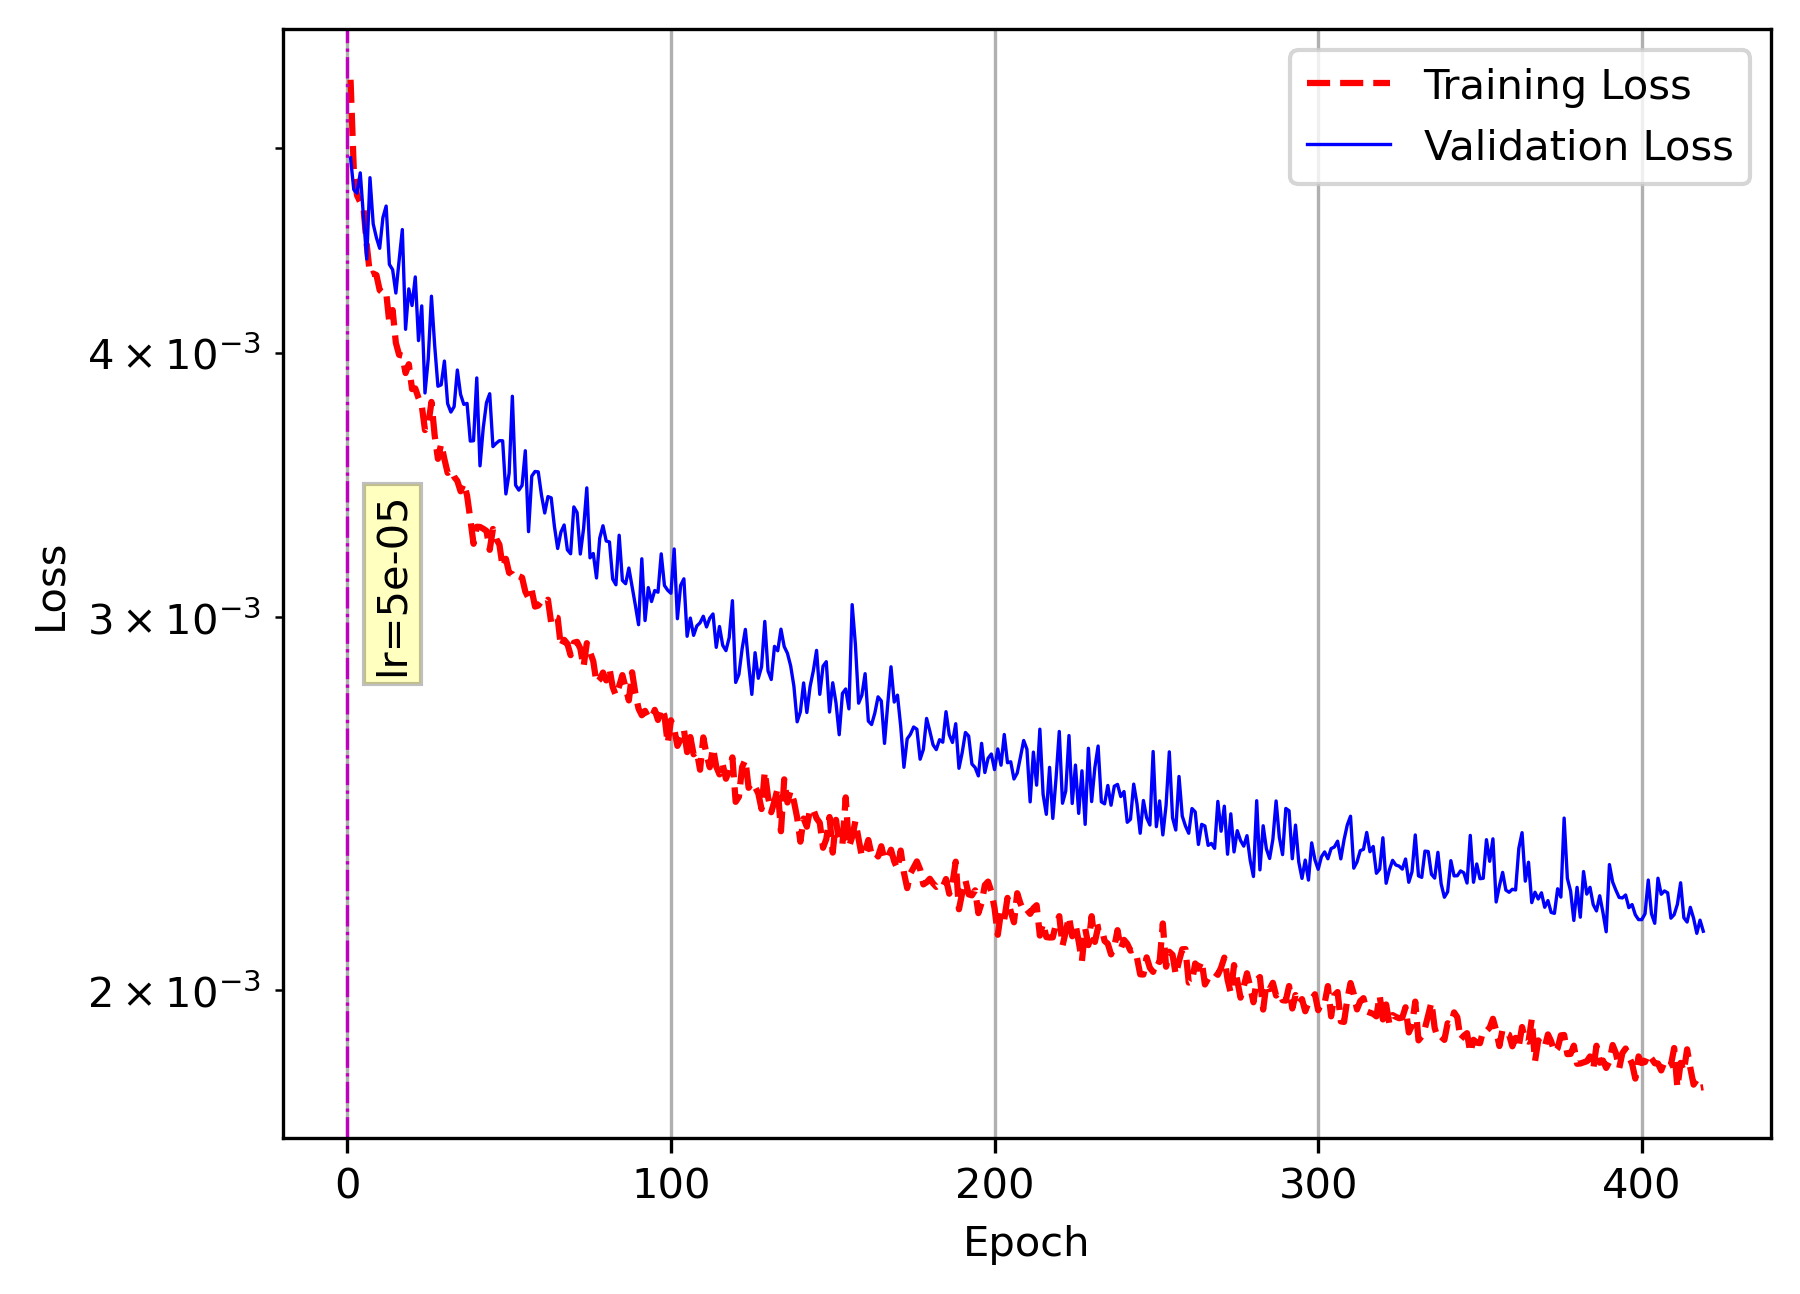 Training Loss
Validation Loss
4 × 10⁻³
3 × 10⁻³
2 × 10⁻³
Loss
lr=5e-05
0 100 200 300 400
Epoch